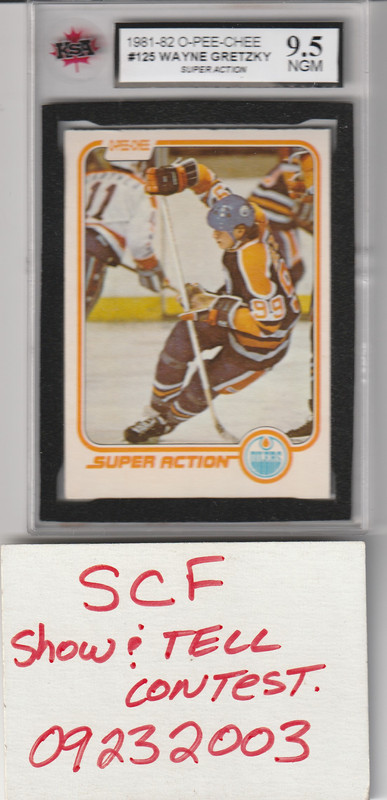 KSA
1981-82 O-PEE-CHEE
#125 WAYNE GRETZKY
SUPER ACTION
9.5
NGM
O-PEE-CHEE
11
99
SUPER ACTION
OILERS
SCF
Show & TELL
CONTEST.
09232003